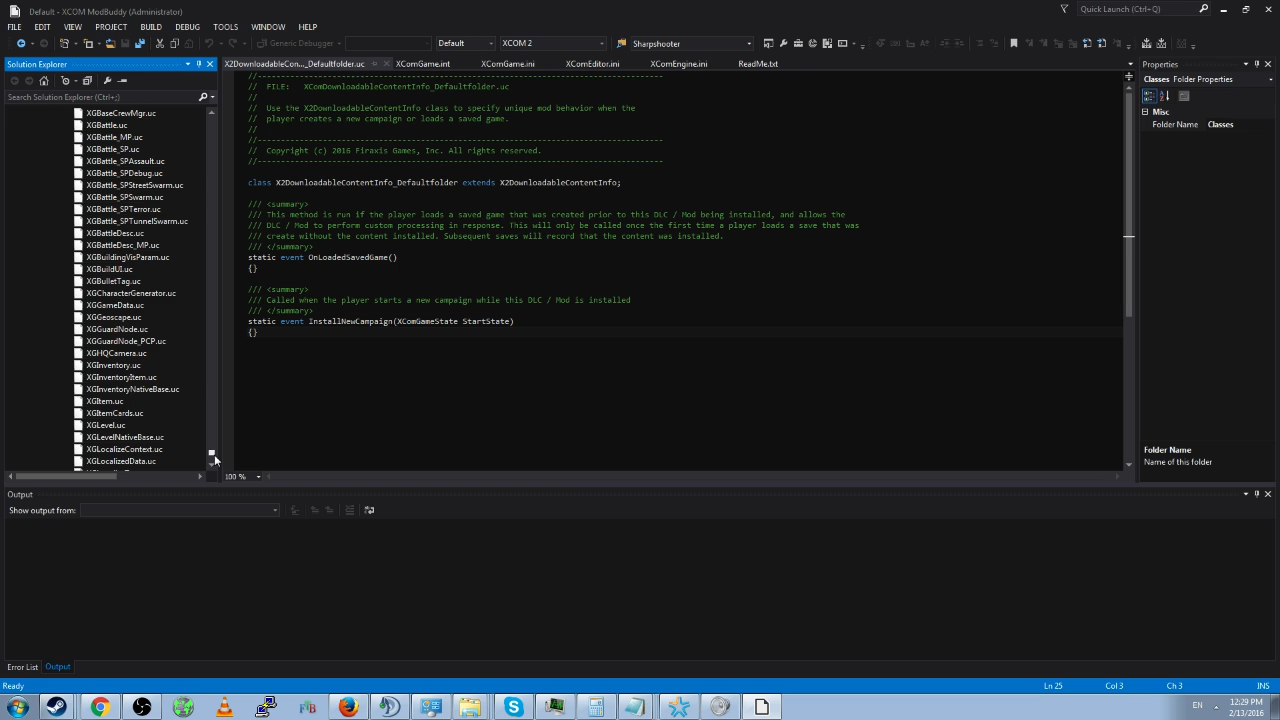 Default - XCOM ModBuddy (Administrator)
Quick Launch (Ctrl+Q)
FILE EDIT VIEW PROJECT BUILD DEBUG TOOLS WINDOW HELP
Generic Debugger
Default
XCOM 2
Sharpshooter
Solution Explorer
Search Solution Explorer (Ctrl+;)
XGBaseCrewMgr.uc
XGBattle.uc
XGBattle_MP.uc
XGBattle_SP.uc
XGBattle_SPAssault.uc
XGBattle_SPDebug.uc
XGBattle_SPStreetSwarm.uc
XGBattle_SPSwarm.uc
XGBattle_SPTerror.uc
XGBattle_SPTunnelSwarm.uc
XGBattleDesc.uc
XGBattleDesc_MP.uc
XGBuildingVisParam.uc
XGBuildUI.uc
XGBulletTag.uc
XGCharacterGenerator.uc
XGGameData.uc
XGGeoscape.uc
XGGuardNode.uc
XGGuardNode_PCP.uc
XGHQCamera.uc
XGInventory.uc
XGInventoryItem.uc
XGInventoryNativeBase.uc
XGItem.uc
XGItemCards.uc
XGLevel.uc
XGLevelNativeBase.uc
XGLocalizeContext.uc
XGLocalizedData.uc
X2DownloadableCon..._Defaultfolder.uc
XComGame.int
XComGame.ini
XComEditor.ini
XComEngine.ini
ReadMe.txt
//---------------------------------------------------------------------------------------
// FILE: XComDownloadableContentInfo_Defaultfolder.uc
//
// Use the X2DownloadableContentInfo class to specify unique mod behavior when the
// player creates a new campaign or loads a saved game.
//
//---------------------------------------------------------------------------------------
// Copyright (c) 2016 Firaxis Games, Inc. All rights reserved.
//---------------------------------------------------------------------------------------
class X2DownloadableContentInfo_Defaultfolder extends X2DownloadableContentInfo;
/// <summary>
/// This method is run if the player loads a saved game that was created prior to this DLC / Mod being installed, and allows the
/// DLC / Mod to perform custom processing in response. This will only be called once the first time a player loads a save that was
/// create without the content installed. Subsequent saves will record that the content was installed.
/// </summary>
static event OnLoadedSavedGame()
{}
/// <summary>
/// Called when the player starts a new campaign while this DLC / Mod is installed
/// </summary>
static event InstallNewCampaign(XComGameState StartState)
{}
100 %
Properties
Classes Folder Properties
Misc
Folder Name Classes
Folder Name
Name of this folder
Output
Show output from:
Error List Output
Ready
Ln 25 Col 3 Ch 3 INS
EN
12:29 PM
2/13/2016